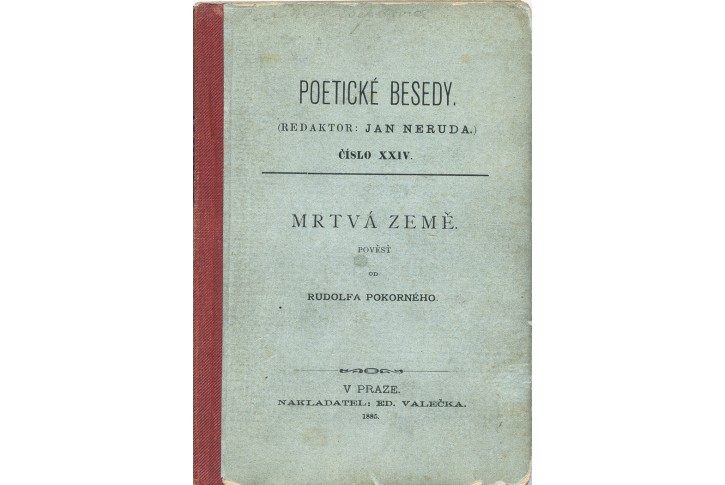 POETICKÉ BESEDY.
(REDAKTOR: JAN NERUDA.)
ČÍSLO XXIV.
MRTVÁ ZEMĚ.
POVĚSŤ
OD
RUDOLFA POKORNÉHO.
V PRAZE.
NAKLADATEL: ED. VALEČKA.
1885.